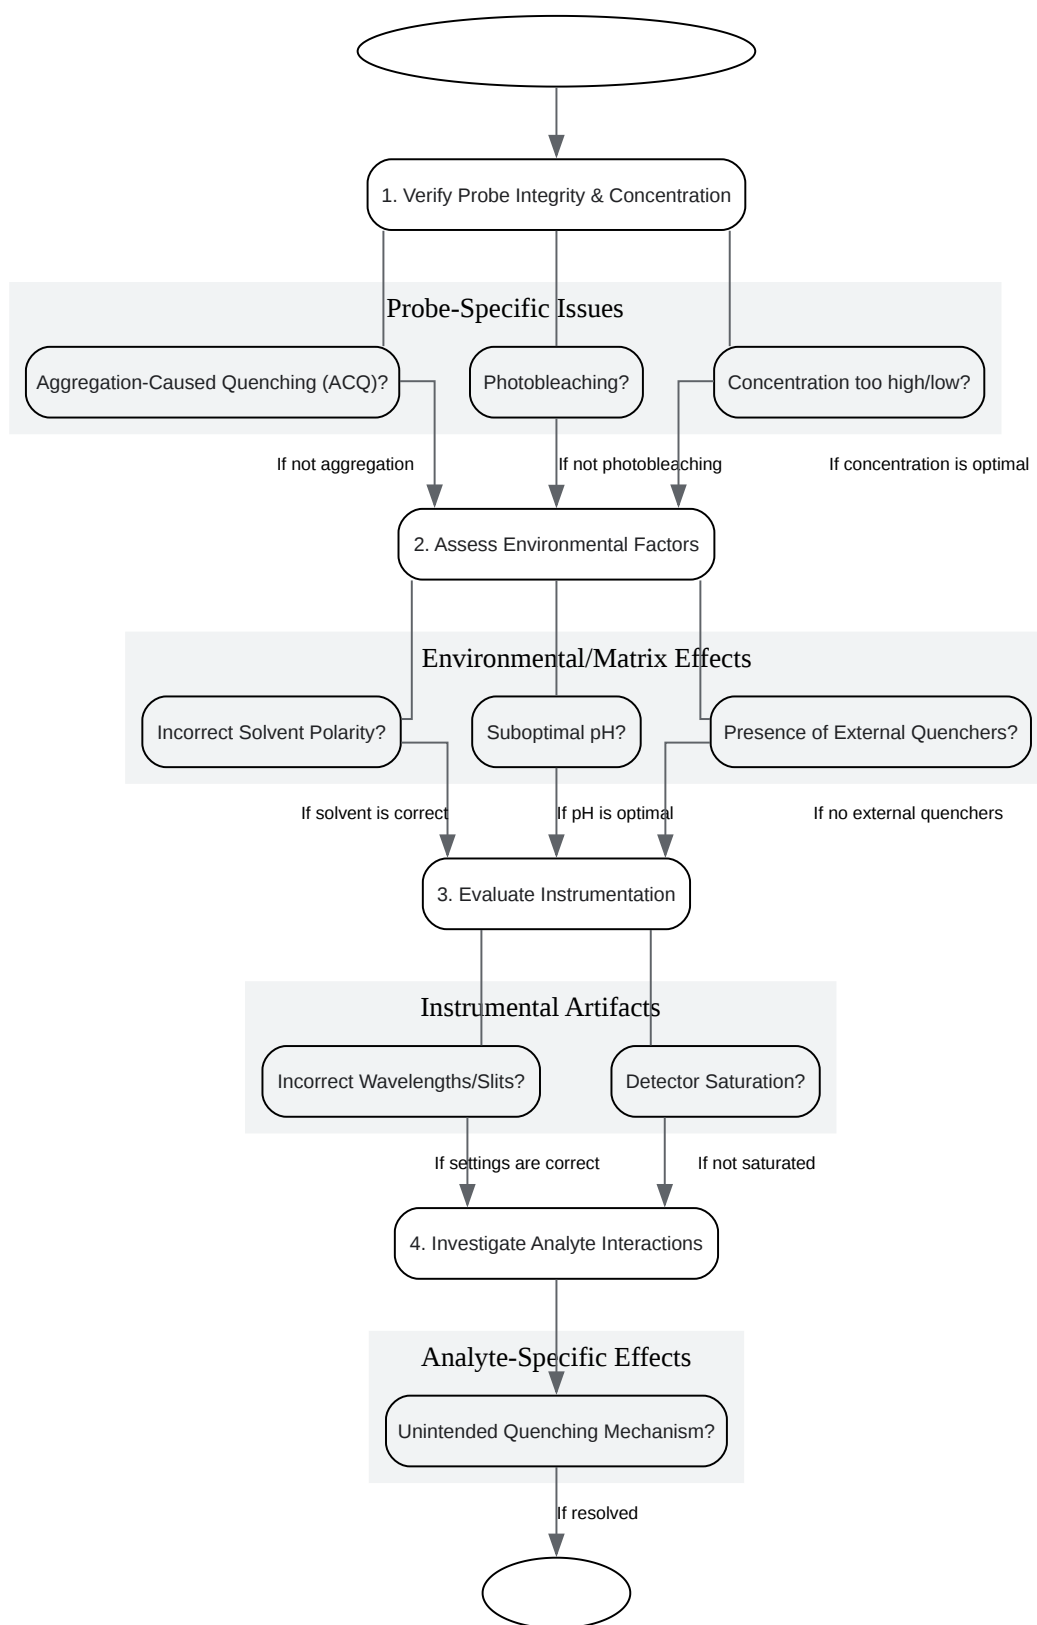 1. Verify Probe Integrity & Concentration
Probe-Specific Issues
Aggregation-Caused Quenching (ACQ)?
Photobleaching?
Concentration too high/low?
If not aggregation
If not photobleaching
If concentration is optimal
2. Assess Environmental Factors
Environmental/Matrix Effects
Incorrect Solvent Polarity?
Suboptimal pH?
Presence of External Quenchers?
If solvent is correct
If pH is optimal
If no external quenchers
3. Evaluate Instrumentation
Instrumental Artifacts
Incorrect Wavelengths/Slits?
Detector Saturation?
If settings are correct
If not saturated
4. Investigate Analyte Interactions
Analyte-Specific Effects
Unintended Quenching Mechanism?
If resolved